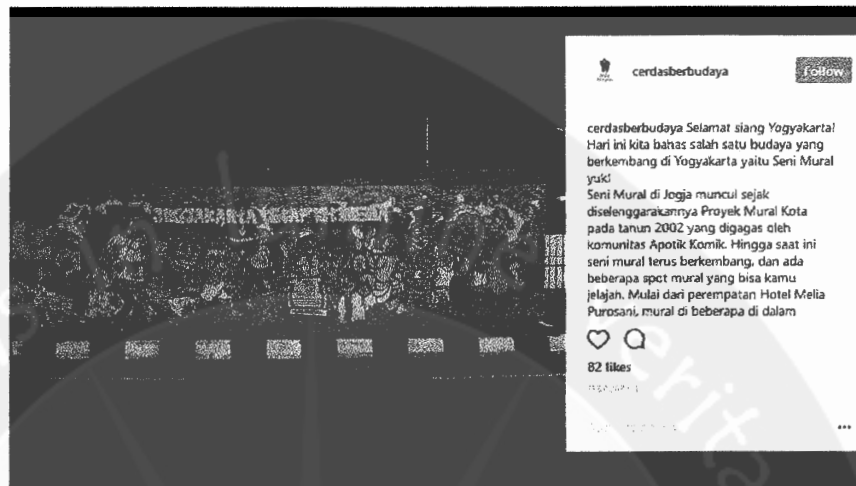 cerdasberbudaya
Follow
cerdasberbudaya Selamat siang Yogyakarta!
Hari ini kita bahas salah satu budaya yang
berkembang di Yogyakarta yaitu Seni Mural
yuk!
Seni Mural di Jogja muncul sejak
diselenggarakannya Proyek Mural Kota
pada tahun 2002 yang digagas oleh
komunitas Apotik Komik. Hingga saat ini
seni mural terus berkembang, dan ada
beberapa spot mural yang bisa kamu
jelajah. Mulai dari perempatan Hotel Melia
Purosani, mural di beberapa di dalam
82 likes